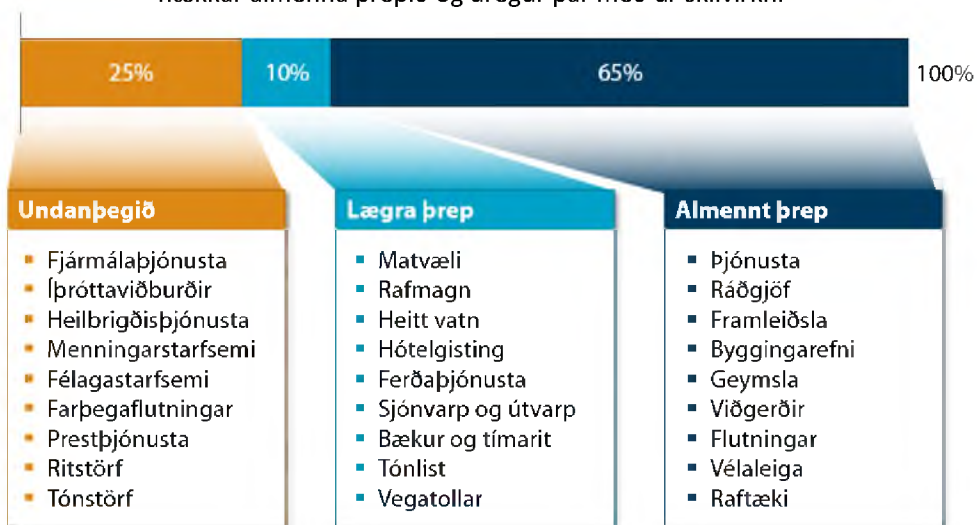 25% 10% 65% 100%
Undanþegið
Fjármálaþjónusta
Íþróttaviðburðir
Heilbrigðisþjónusta
Menningarstarfsemi
Félagastarfsemi
Farþegaflutningar
Prestþjónusta
Ritstörf
Tónstörf
Lægra þrep
Matvæli
Rafmagn
Heitt vatn
Hótelgisting
Ferðaþjónusta
Sjónvarp og útvarp
Bækur og tímarit
Tónlist
Vegatollar
Almennt þrep
Þjónusta
Ráðgjöf
Framleiðsla
Byggingarefni
Geymsla
Viðgerðir
Flutningar
Vélaleiga
Raftæki